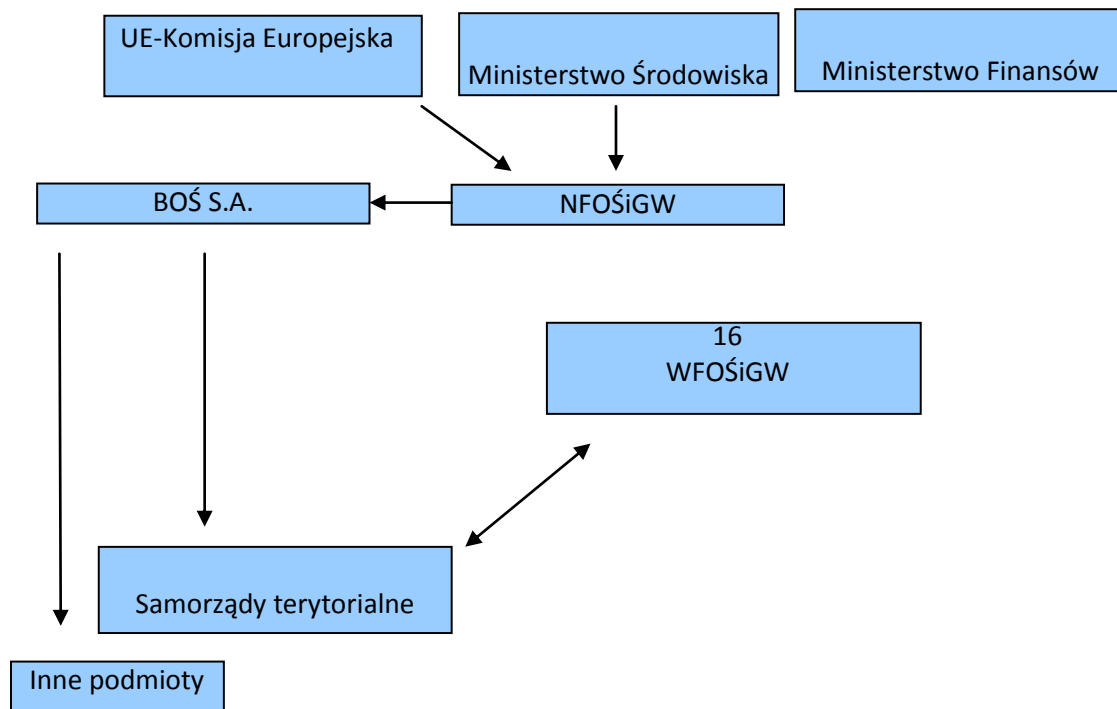 UE-Komisja Europejska
Ministerstwo Środowiska
Ministerstwo Finansów
BOŚ S.A.
NFOŚiGW
16
WFOŚiGW
Samorządy terytorialne
Inne podmioty